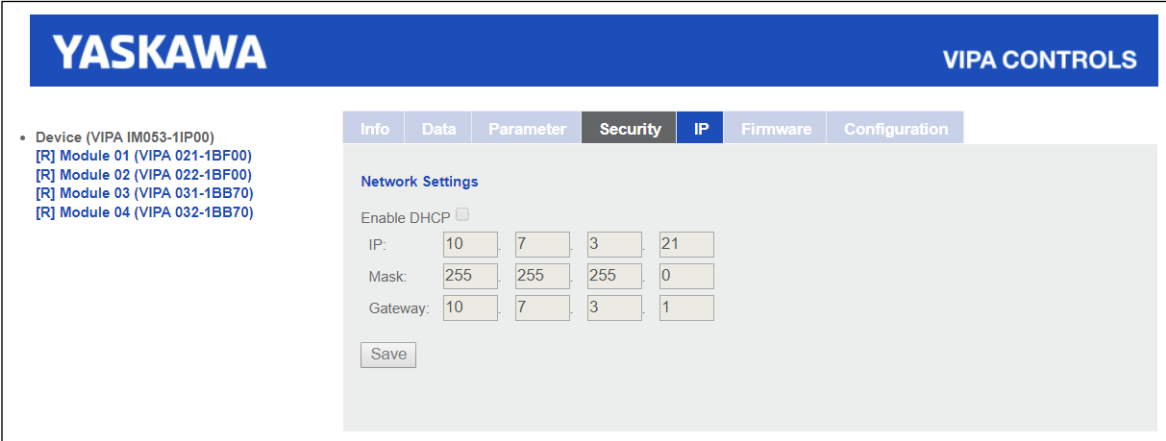 YASKAWA
VIPA CONTROLS
• Device (VIPA IM053-1IP00)
[R] Module 01 (VIPA 021-1BF00)
[R] Module 02 (VIPA 022-1BF00)
[R] Module 03 (VIPA 031-1BB70)
[R] Module 04 (VIPA 032-1BB70)
Info Data Parameter Security IP Firmware Configuration
Network Settings
Enable DHCP
IP: 10 . 7 . 3 . 21
Mask: 255 . 255 . 255 . 0
Gateway: 10 . 7 . 3 . 1
Save